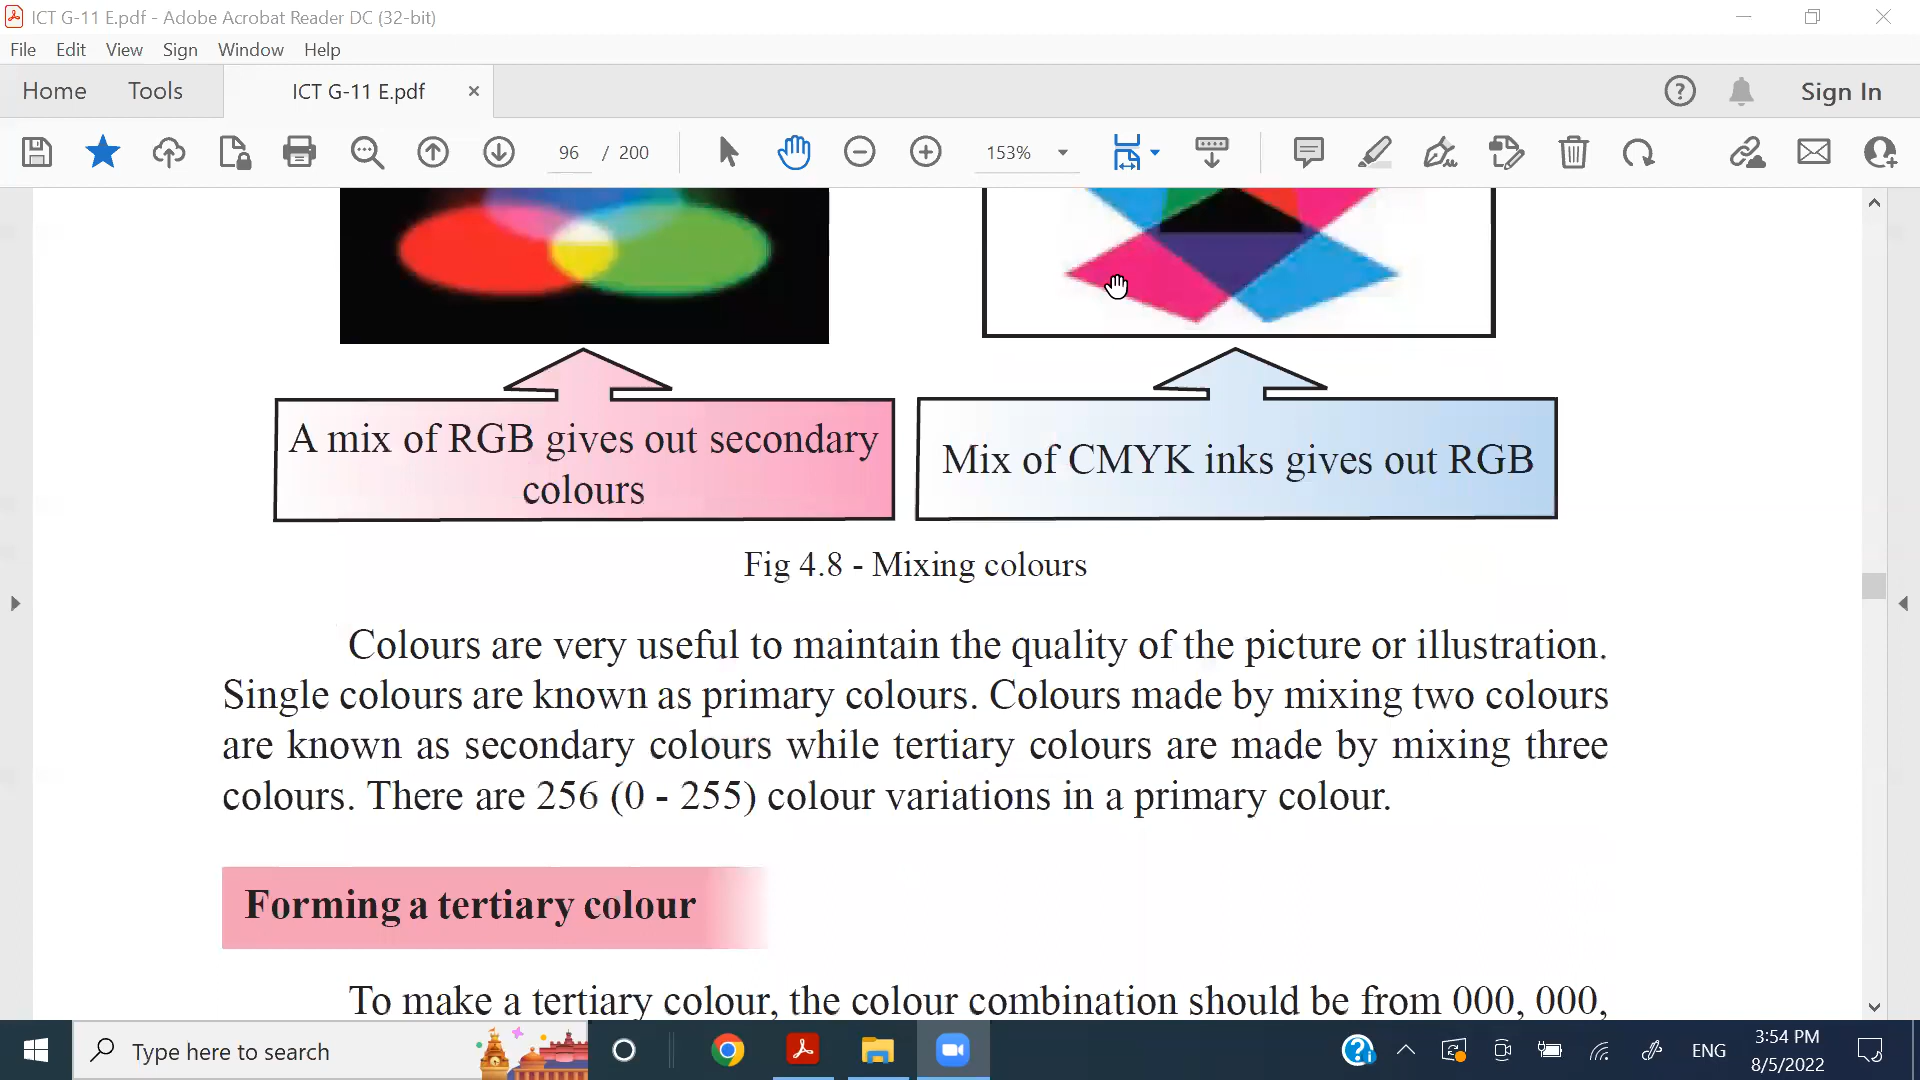 ICT G-11 E.pdf - Adobe Acrobat Reader DC (32-bit)
File Edit View Sign Window Help
Home Tools ICT G-11 E.pdf × ? Sign In
96 / 200 153%
A mix of RGB gives out secondary
colours
Mix of CMYK inks gives out RGB
Fig 4.8 - Mixing colours
Colours are very useful to maintain the quality of the picture or illustration.
Single colours are known as primary colours. Colours made by mixing two colours
are known as secondary colours while tertiary colours are made by mixing three
colours. There are 256 (0 - 255) colour variations in a primary colour.
Forming a tertiary colour
To make a tertiary colour, the colour combination should be from 000, 000,
Type here to search
ENG
3:54 PM
8/5/2022